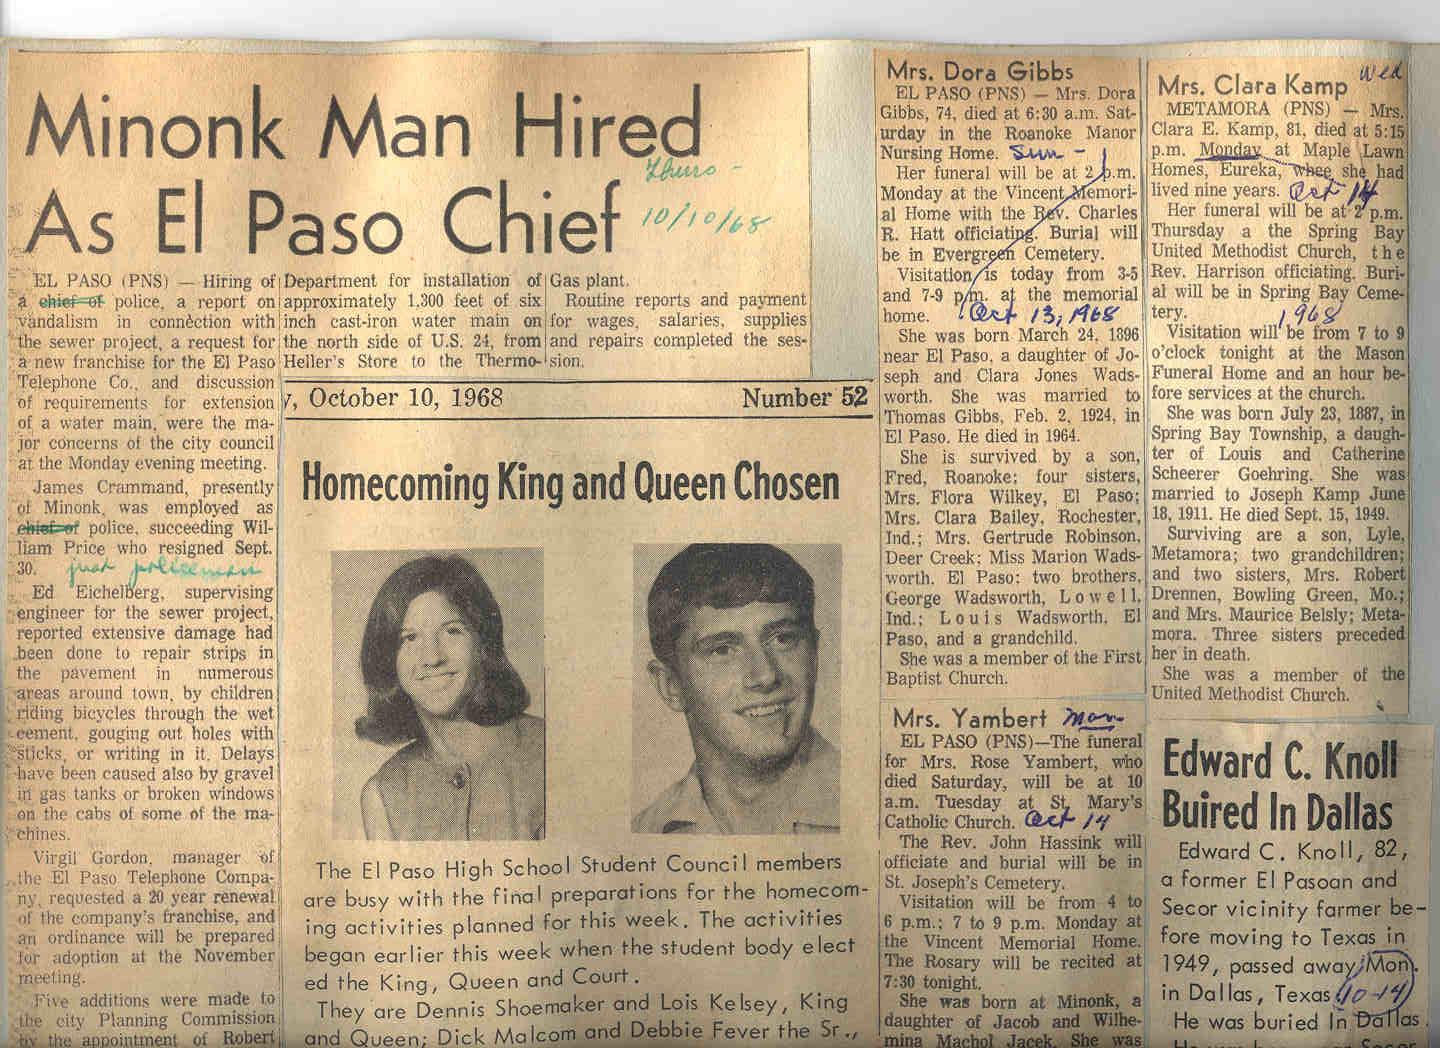 Minonk Man Hired
As El Paso Chief
Thurs -
10/10/68
EL PASO (PNS) — Hiring of
a chief of police, a report on
vandalism in connection with
the sewer project, a request for
a new franchise for the El Paso
Telephone Co., and discussion
of requirements for extension
of a water main, were the ma-
jor concerns of the city council
at the Monday evening meeting.
James Crammand, presently
of Minonk, was employed as
chief of police, succeeding Wil-
liam Price who resigned Sept.
30. just policeman
Ed Eichelberg, supervising
engineer for the sewer project,
reported extensive damage had
been done to repair strips in
the pavement in numerous
areas around town, by children
riding bicycles through the wet
cement, gouging out holes with
sticks, or writing in it. Delays
have been caused also by gravel
in gas tanks or broken windows
on the cabs of some of the ma-
chines.
Virgil Gordon, manager of
the El Paso Telephone Compa-
ny, requested a 20 year renewal
of the company's franchise, and
an ordinance will be prepared
for adoption at the November
meeting.
Five additions were made to
the city Planning Commission
by the appointment of Robert
Department for installation of
approximately 1,300 feet of six
inch cast-iron water main on
the north side of U.S. 24, from
Heller's Store to the Thermo-
Gas plant.
Routine reports and payment
for wages, salaries, supplies
and repairs completed the ses-
sion.
y, October 10, 1968 Number 52
Homecoming King and Queen Chosen
The El Paso High School Student Council members
are busy with the final preparations for the homecom-
ing activities planned for this week. The activities
began earlier this week when the student body elect
ed the King, Queen and Court.
They are Dennis Shoemaker and Lois Kelsey, King
and Queen; Dick Malcom and Debbie Fever the Sr.,
Mrs. Dora Gibbs
EL PASO (PNS) — Mrs. Dora
Gibbs, 74, died at 6:30 a.m. Sat-
urday in the Roanoke Manor
Nursing Home. Sun -
Her funeral will be at 2 p.m.
Monday at the Vincent Memori-
al Home with the Rev. Charles
R. Hatt officiating. Burial will
be in Evergreen Cemetery.
Visitation is today from 3-5
and 7-9 p.m. at the memorial
home. Oct 13, 1968
She was born March 24, 1896
near El Paso, a daughter of Jo-
seph and Clara Jones Wads-
worth. She was married to
Thomas Gibbs, Feb. 2, 1924, in
El Paso. He died in 1964.
She is survived by a son,
Fred, Roanoke; four sisters,
Mrs. Flora Wilkey, El Paso;
Mrs. Clara Bailey, Rochester,
Ind.; Mrs. Gertrude Robinson,
Deer Creek; Miss Marion Wads-
worth, El Paso; two brothers,
George Wadsworth, Lowell,
Ind.; Louis Wadsworth, El
Paso, and a grandchild.
She was a member of the First
Baptist Church.
Mrs. Yambert Mon
EL PASO (PNS)—The funeral
for Mrs. Rose Yambert, who
died Saturday, will be at 10
a.m. Tuesday at St. Mary's
Catholic Church. Oct 14
The Rev. John Hassink will
officiate and burial will be in
St. Joseph's Cemetery.
Visitation will be from 4 to
6 p.m.; 7 to 9 p.m. Monday at
the Vincent Memorial Home.
The Rosary will be recited at
7:30 tonight.
She was born at Minonk, a
daughter of Jacob and Wilhe-
mina Machol Jacek. She was
Mrs. Clara Kamp Wed
METAMORA (PNS) — Mrs.
Clara E. Kamp, 81, died at 5:15
p.m. Monday at Maple Lawn
Homes, Eureka, whee she had
lived nine years. Oct 14
Her funeral will be at 2 p.m.
Thursday a the Spring Bay
United Methodist Church, the
Rev. Harrison officiating. Buri-
al will be in Spring Bay Ceme-
tery. 1968
Visitation will be from 7 to 9
o'clock tonight at the Mason
Funeral Home and an hour be-
fore services at the church.
She was born July 23, 1887, in
Spring Bay Township, a daugh-
ter of Louis and Catherine
Scheerer Goehring. She was
married to Joseph Kamp June
18, 1911. He died Sept. 15, 1949.
Surviving are a son, Lyle,
Metamora; two grandchildren;
and two sisters, Mrs. Robert
Drennen, Bowling Green, Mo.;
and Mrs. Maurice Belsly; Meta-
mora. Three sisters preceded
her in death.
She was a member of the
United Methodist Church.
Edward C. Knoll
Buired In Dallas
Edward C. Knoll, 82,
a former El Pasoan and
Secor vicinity farmer be-
fore moving to Texas in
1949, passed away Mon.
in Dallas, Texas. 10-14
He was buried In Dallas.